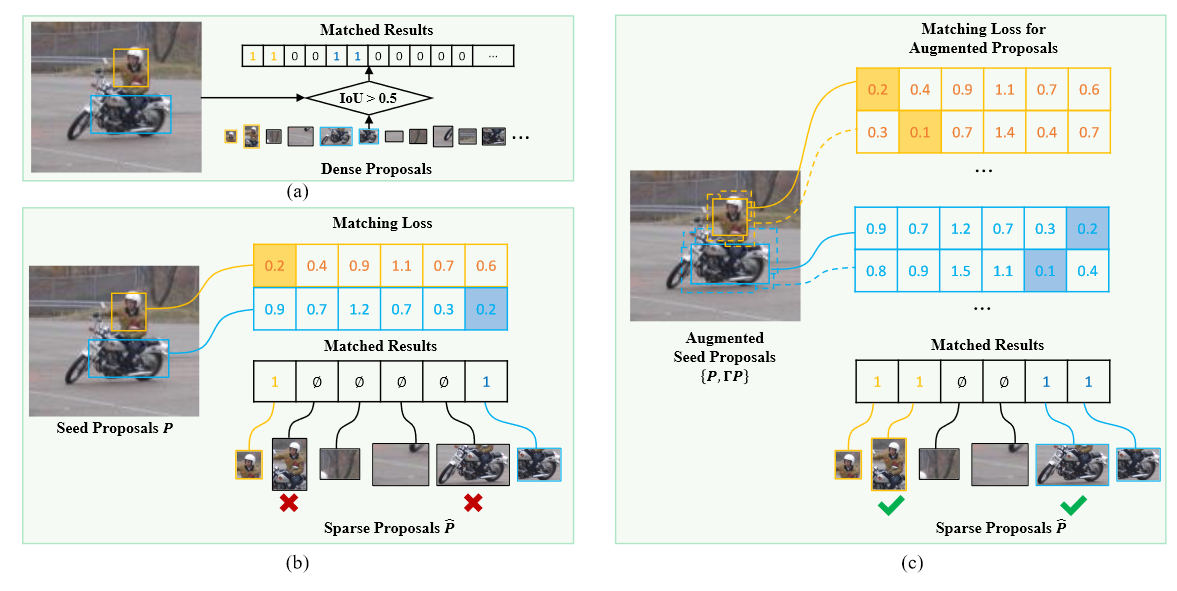 Matched Results
1 1 0 0 1 1 0 0 0 0 0 ...
IoU > 0.5
...
Dense Proposals
(a)
Matching Loss
0.2 0.4 0.9 1.1 0.7 0.6
0.9 0.7 1.2 0.7 0.3 0.2
Matched Results
1 ∅ ∅ ∅ ∅ 1
Seed Proposals P
Sparse Proposals P̂
(b)
Matching Loss for
Augmented Proposals
0.2 0.4 0.9 1.1 0.7 0.6
0.3 0.1 0.7 1.4 0.4 0.7
...
0.9 0.7 1.2 0.7 0.3 0.2
0.8 0.9 1.5 1.1 0.1 0.4
...
Augmented
Seed Proposals
{P, ΓP}
Matched Results
1 1 ∅ ∅ 1 1
Sparse Proposals P̂
(c)